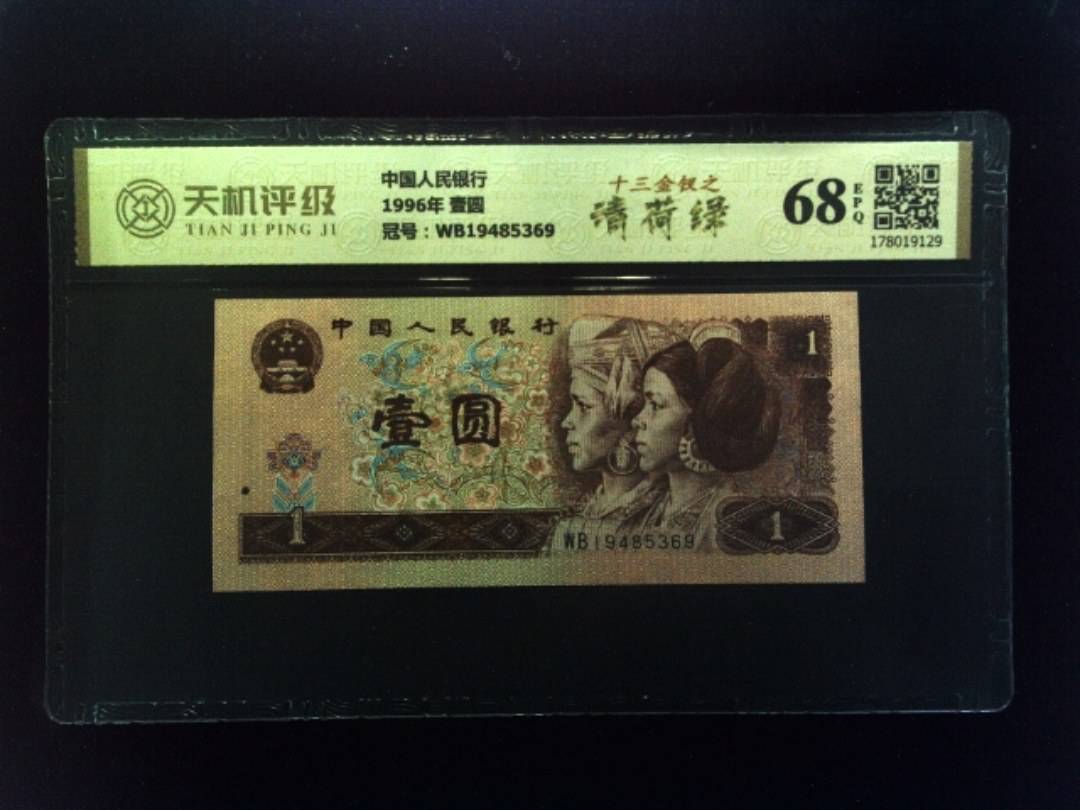 天机评级
TIAN JI PING JI
中国人民银行
1996年 壹圆
冠号：WB19485369
十三金钗之
清荷绿
68
EPQ
178019129
中国人民银行
1
壹圆
1
WB19485369
1